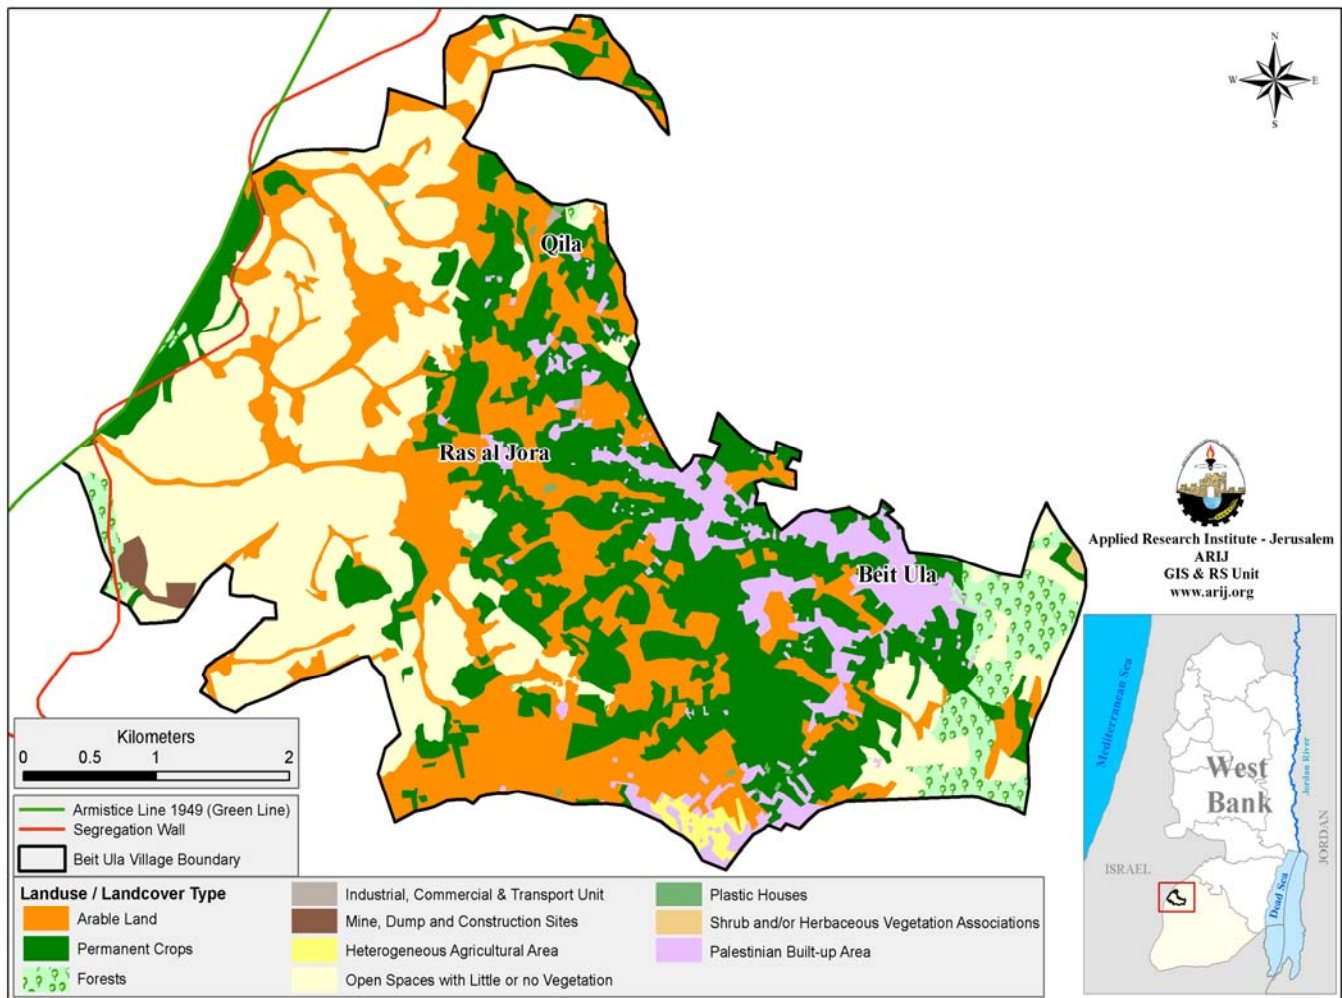 N
W
E
S
Qila
Ras al Jora
Beit Ula
Applied Research Institute - Jerusalem
ARIJ
GIS & RS Unit
www.arij.org
Mediterranean Sea
West
Bank
Jordan River
JORDAN
ISRAEL
Dead Sea
Kilometers
0 0.5 1 2
Armistice Line 1949 (Green Line)
Segregation Wall
Beit Ula Village Boundary
Landuse / Landcover Type
Arable Land
Permanent Crops
Forests
Industrial, Commercial & Transport Unit
Mine, Dump and Construction Sites
Heterogeneous Agricultural Area
Open Spaces with Little or no Vegetation
Plastic Houses
Shrub and/or Herbaceous Vegetation Associations
Palestinian Built-up Area